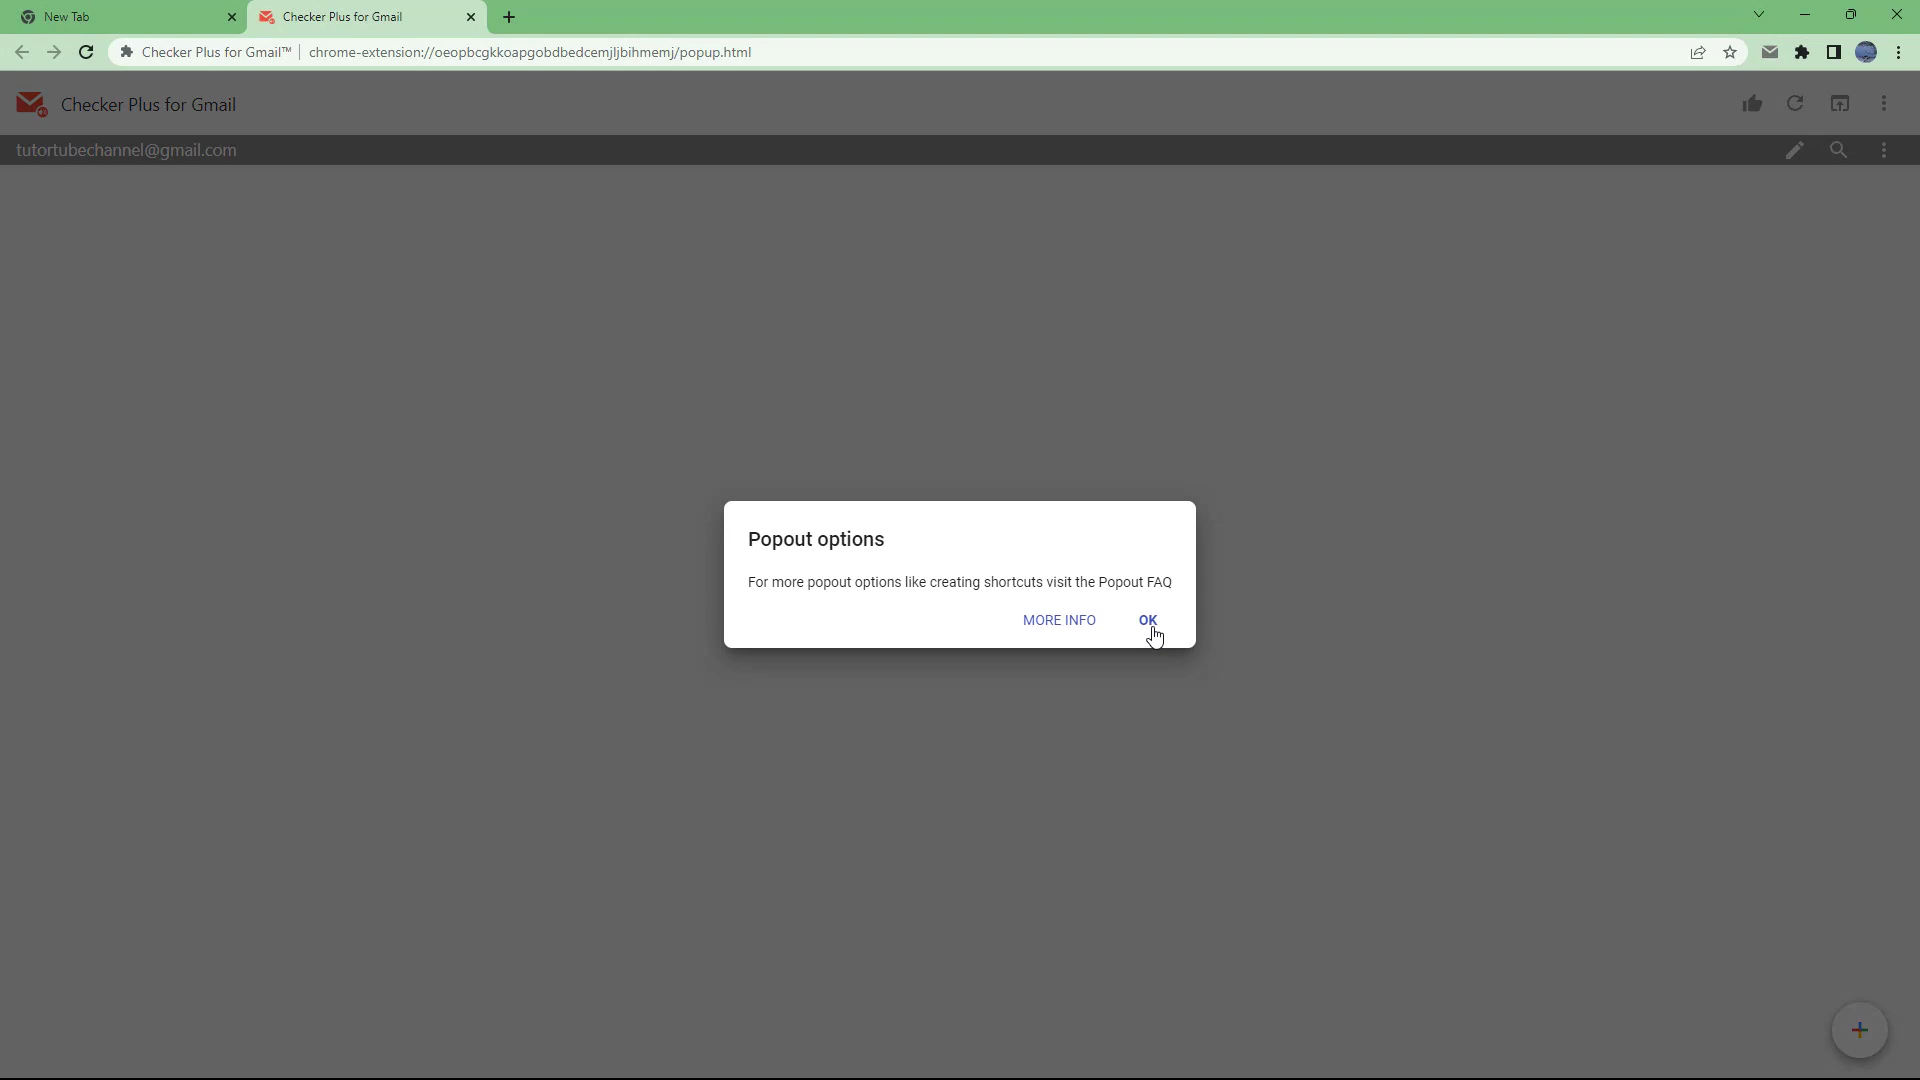 New Tab
Checker Plus for Gmail
Checker Plus for Gmail™ | chrome-extension://oeopbcgkkoapgobdbedcemjljbihmemj/popup.html
Checker Plus for Gmail
tutortubechannel@gmail.com
Popout options
For more popout options like creating shortcuts visit the Popout FAQ
MORE INFO OK